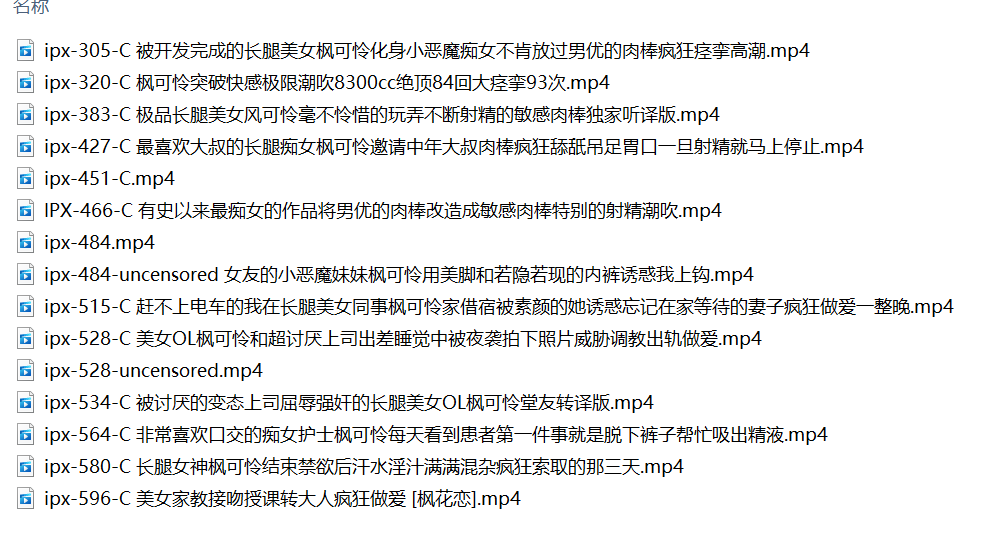 名称
ipx-305-C 被开发完成的长腿美女枫可怜化身小恶魔痴女不肯放过男优的肉棒疯狂痉挛高潮.mp4
ipx-320-C 枫可怜突破快感极限潮吹8300cc绝顶84回大痉挛93次.mp4
ipx-383-C 极品长腿美女风可怜毫不怜惜的玩弄不断射精的敏感肉棒独家听译版.mp4
ipx-427-C 最喜欢大叔的长腿痴女枫可怜邀请中年大叔肉棒疯狂舔舐吊足胃口一旦射精就马上停止.mp4
ipx-451-C.mp4
IPX-466-C 有史以来最痴女的作品将男优的肉棒改造成敏感肉棒特别的射精潮吹.mp4
ipx-484.mp4
ipx-484-uncensored 女友的小恶魔妹妹枫可怜用美脚和若隐若现的内裤诱惑我上钩.mp4
ipx-515-C 赶不上电车的我在长腿美女同事枫可怜家借宿被素颜的她诱惑忘记在家等待的妻子疯狂做爱一整晚.mp4
ipx-528-C 美女OL枫可怜和超讨厌上司出差睡觉中被夜袭拍下照片威胁调教出轨做爱.mp4
ipx-528-uncensored.mp4
ipx-534-C 被讨厌的变态上司屈辱强奸的长腿美女OL枫可怜堂友转译版.mp4
ipx-564-C 非常喜欢口交的痴女护士枫可怜每天看到患者第一件事就是脱下裤子帮忙吸出精液.mp4
ipx-580-C 长腿女神枫可怜结束禁欲后汗水淫汁满满混杂疯狂索取的那三天.mp4
ipx-596-C 美女家教接吻授课转大人疯狂做爱 [枫花恋].mp4